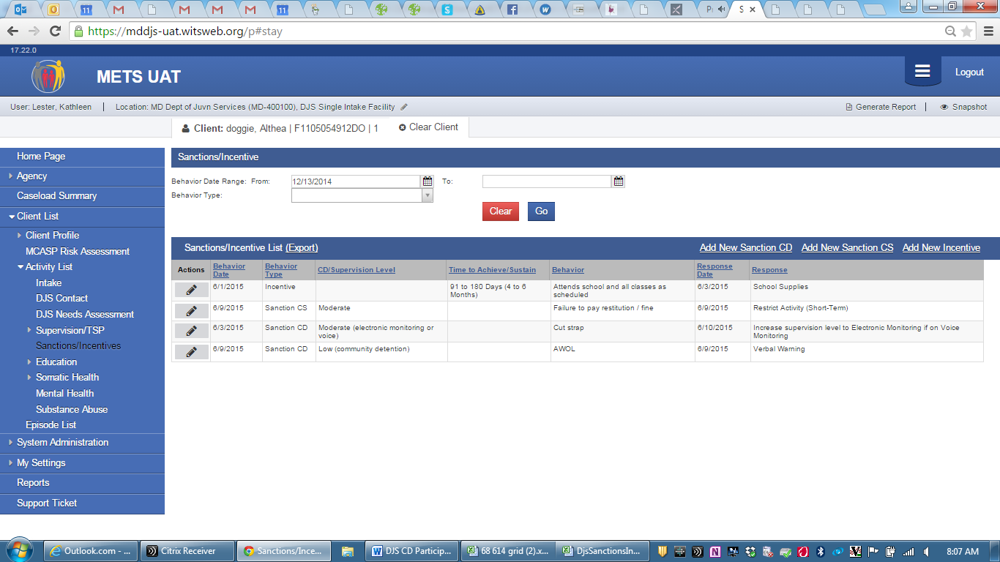 11
11
S
https://mddjs-uat.witsweb.org/p#stay
17.22.0
METS UAT
Logout
User: Lester, Kathleen | Location: MD Dept of Juvn Services (MD-400100), DJS Single Intake Facility
Generate Report | Snapshot
Client: doggie, Althea | F1105054912DO | 1
Clear Client
Home Page
Agency
Caseload Summary
Client List
Client Profile
MCASP Risk Assessment
Activity List
Intake
DJS Contact
DJS Needs Assessment
Supervision/TSP
Sanctions/Incentives
Education
Somatic Health
Mental Health
Substance Abuse
Episode List
System Administration
My Settings
Reports
Support Ticket
Sanctions/Incentive
Behavior Date Range: From: 12/13/2014 To:
Behavior Type:
Clear Go
Sanctions/Incentive List (Export) Add New Sanction CD Add New Sanction CS Add New Incentive
Actions Behavior Date Behavior Type CD/Supervision Level Time to Achieve/Sustain Behavior Response Date Response
6/1/2015 Incentive 91 to 180 Days (4 to 6 Months) Attends school and all classes as scheduled 6/3/2015 School Supplies
6/9/2015 Sanction CS Moderate Failure to pay restitution / fine 6/9/2015 Restrict Activity (Short-Term)
6/3/2015 Sanction CD Moderate (electronic monitoring or voice) Cut strap 6/10/2015 Increase supervision level to Electronic Monitoring if on Voice Monitoring
6/9/2015 Sanction CD Low (community detention) AWOL 6/9/2015 Verbal Warning
Outlook.com - ...
Citrix Receiver
Sanctions/Ince...
DJS CD Particip...
68 614 grid (2).x...
DjsSanctionsIn...
8:07 AM